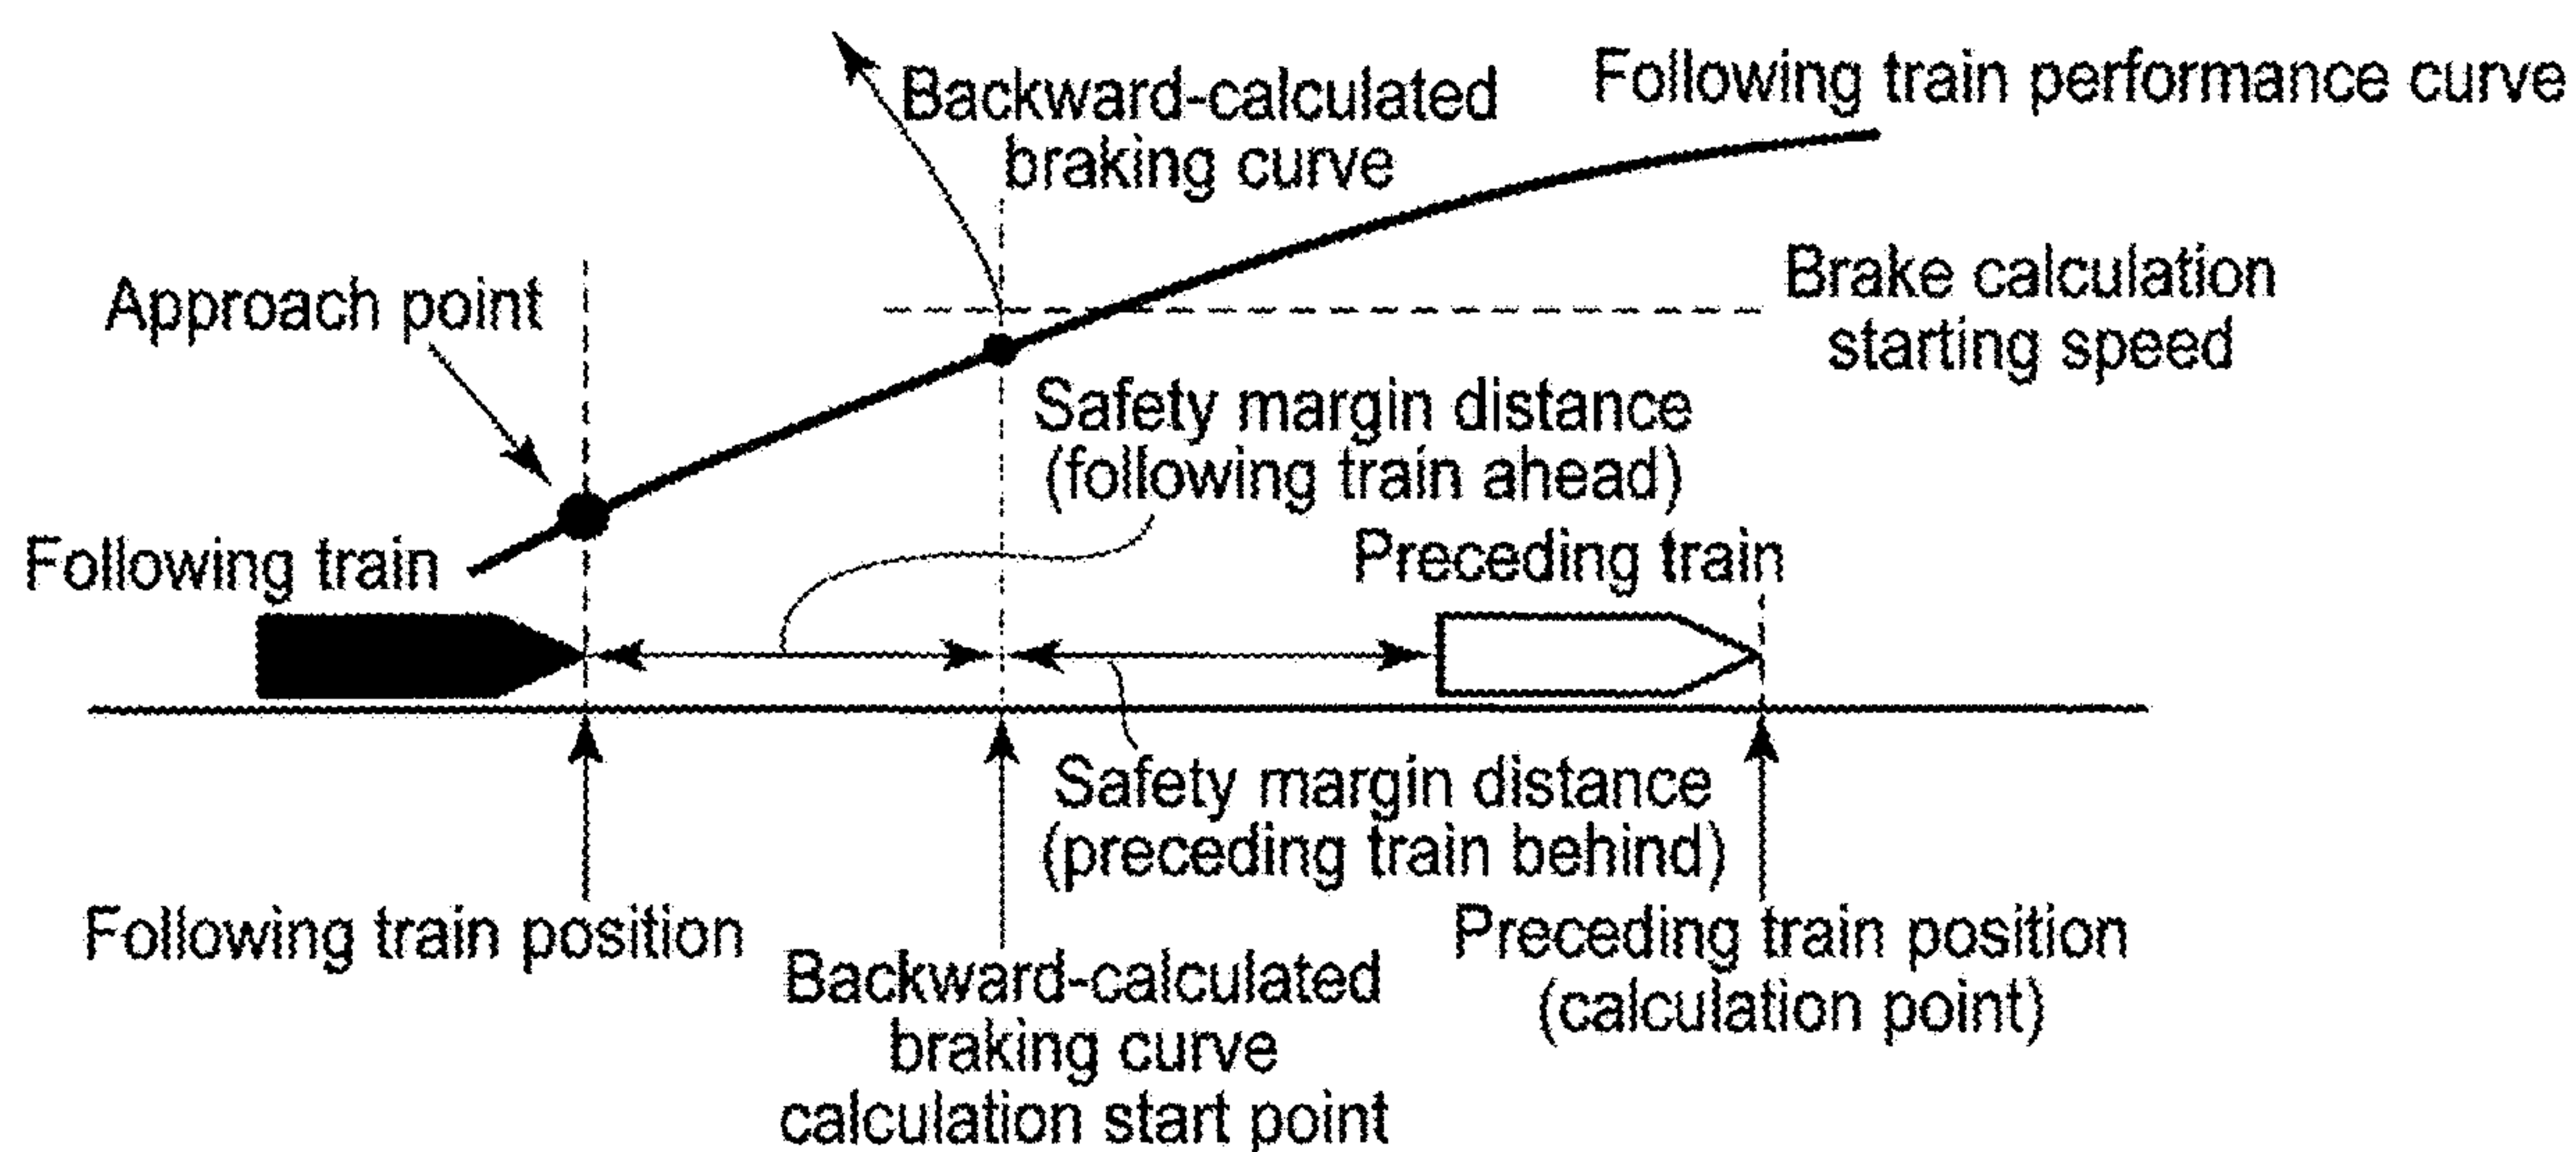 Backward-calculated
braking curve
Following train performance curve
Approach point
Brake calculation
starting speed
Safety margin distance
(following train ahead)
Following train
Preceding train
Safety margin distance
(preceding train behind)
Following train position
Backward-calculated
braking curve
calculation start point
Preceding train position
(calculation point)